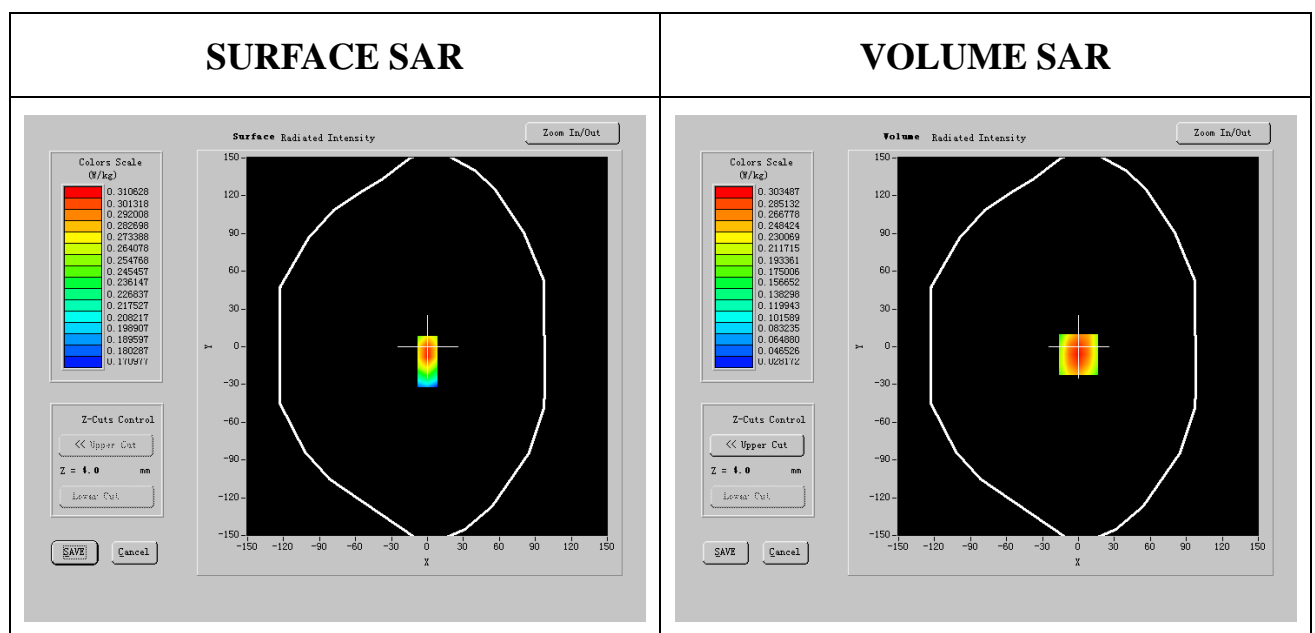 SURFACE SAR
VOLUME SAR
Surface Radiated Intensity
Zoom In/Out
Colors Scale
(W/kg)
0.310628
0.301318
0.292008
0.282698
0.273388
0.264078
0.254768
0.245457
0.236147
0.226837
0.217527
0.208217
0.198907
0.189597
0.180287
0.170977
Z-Cuts Control
<< Upper Cut
Z = 4.0 mm
Lower Cut
SAVE
Cancel
150
120
90
60
30
0
-30
-60
-90
-120
-150
Y
-150 -120 -90 -60 -30 0 30 60 90 120 150
X
Volume Radiated Intensity
Zoom In/Out
Colors Scale
(W/kg)
0.303487
0.285132
0.266778
0.248424
0.230069
0.211715
0.193361
0.175006
0.156652
0.138298
0.119943
0.101589
0.083235
0.064880
0.046526
0.028172
Z-Cuts Control
<< Upper Cut
Z = 4.0 mm
Lower Cut
SAVE
Cancel
150
120
90
60
30
0
-30
-60
-90
-120
-150
Y
-150 -120 -90 -60 -30 0 30 60 90 120 150
X